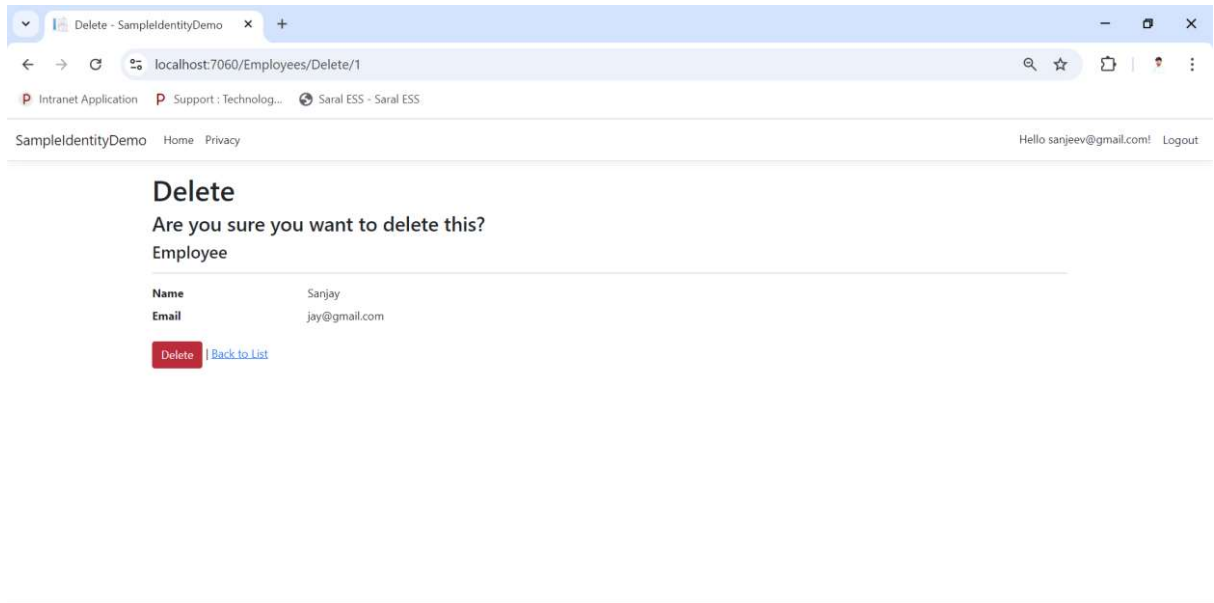 Delete - SampleIdentityDemo
localhost:7060/Employees/Delete/1
P Intranet Application P Support : Technolog... Saral ESS - Saral ESS
SampleIdentityDemo Home Privacy Hello sanjeev@gmail.com! Logout
Delete
Are you sure you want to delete this?
Employee
Name Sanjay
Email jay@gmail.com
Delete | Back to List